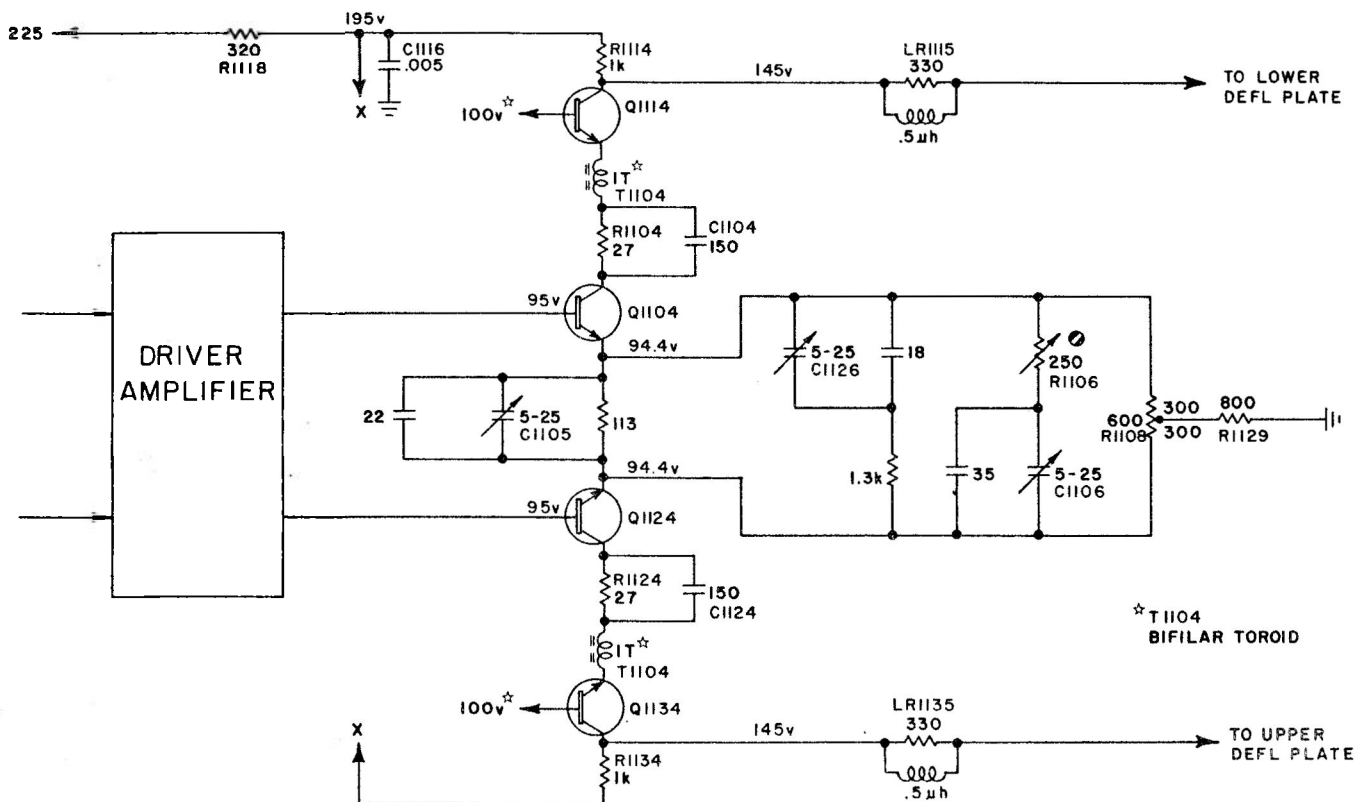 225
320
R1118
195v
C1116
.005
X
R1114
1k
145v
LR1115
330
.5µh
TO LOWER
DEFL PLATE
100v☆
Q1114
1T☆
T1104
R1104
27
C1104
150
DRIVER
AMPLIFIER
95v
Q1104
94.4v
22
5-25
C1105
113
5-25
C1126
18
250
R1106
600
R1108
300
300
800
R1129
1.3k
35
5-25
C1106
94.4v
95v
Q1124
R1124
27
150
C1124
1T☆
T1104
☆T1104
BIFILAR TOROID
100v☆
Q1134
145v
LR1135
330
.5µh
TO UPPER
DEFL PLATE
X
R1134
1k